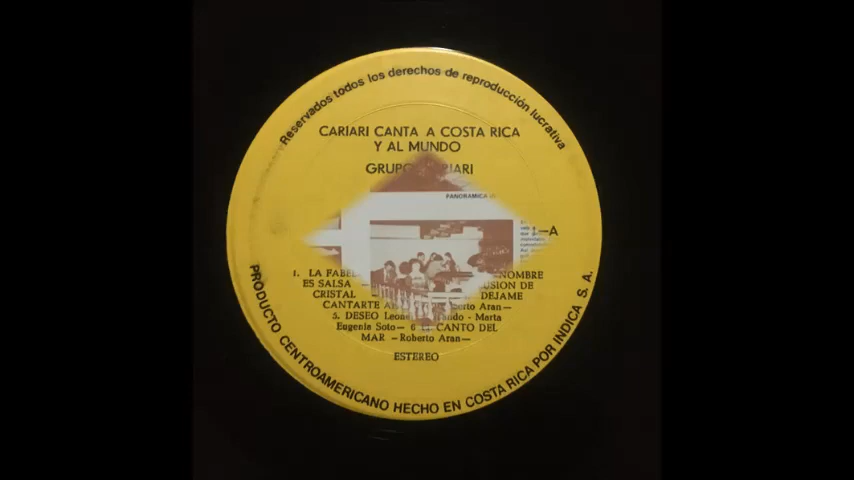 Reservados todos los derechos de reproducción lucrativa
CARIARI CANTA A COSTA RICA
Y AL MUNDO
GRUPO
PANORAMICA
1—A
1. LA NOMBRE
ES SALSA — DE
CRISTAL — DEJAME
CANTARTE Aran—
5. DESEO - Marta
Eugenia Soto— 6 CANTO DEL
MAR —Roberto Aran—
ESTEREO
PRODUCTO CENTROAMERICANO HECHO EN COSTA RICA POR INDICA S. A.